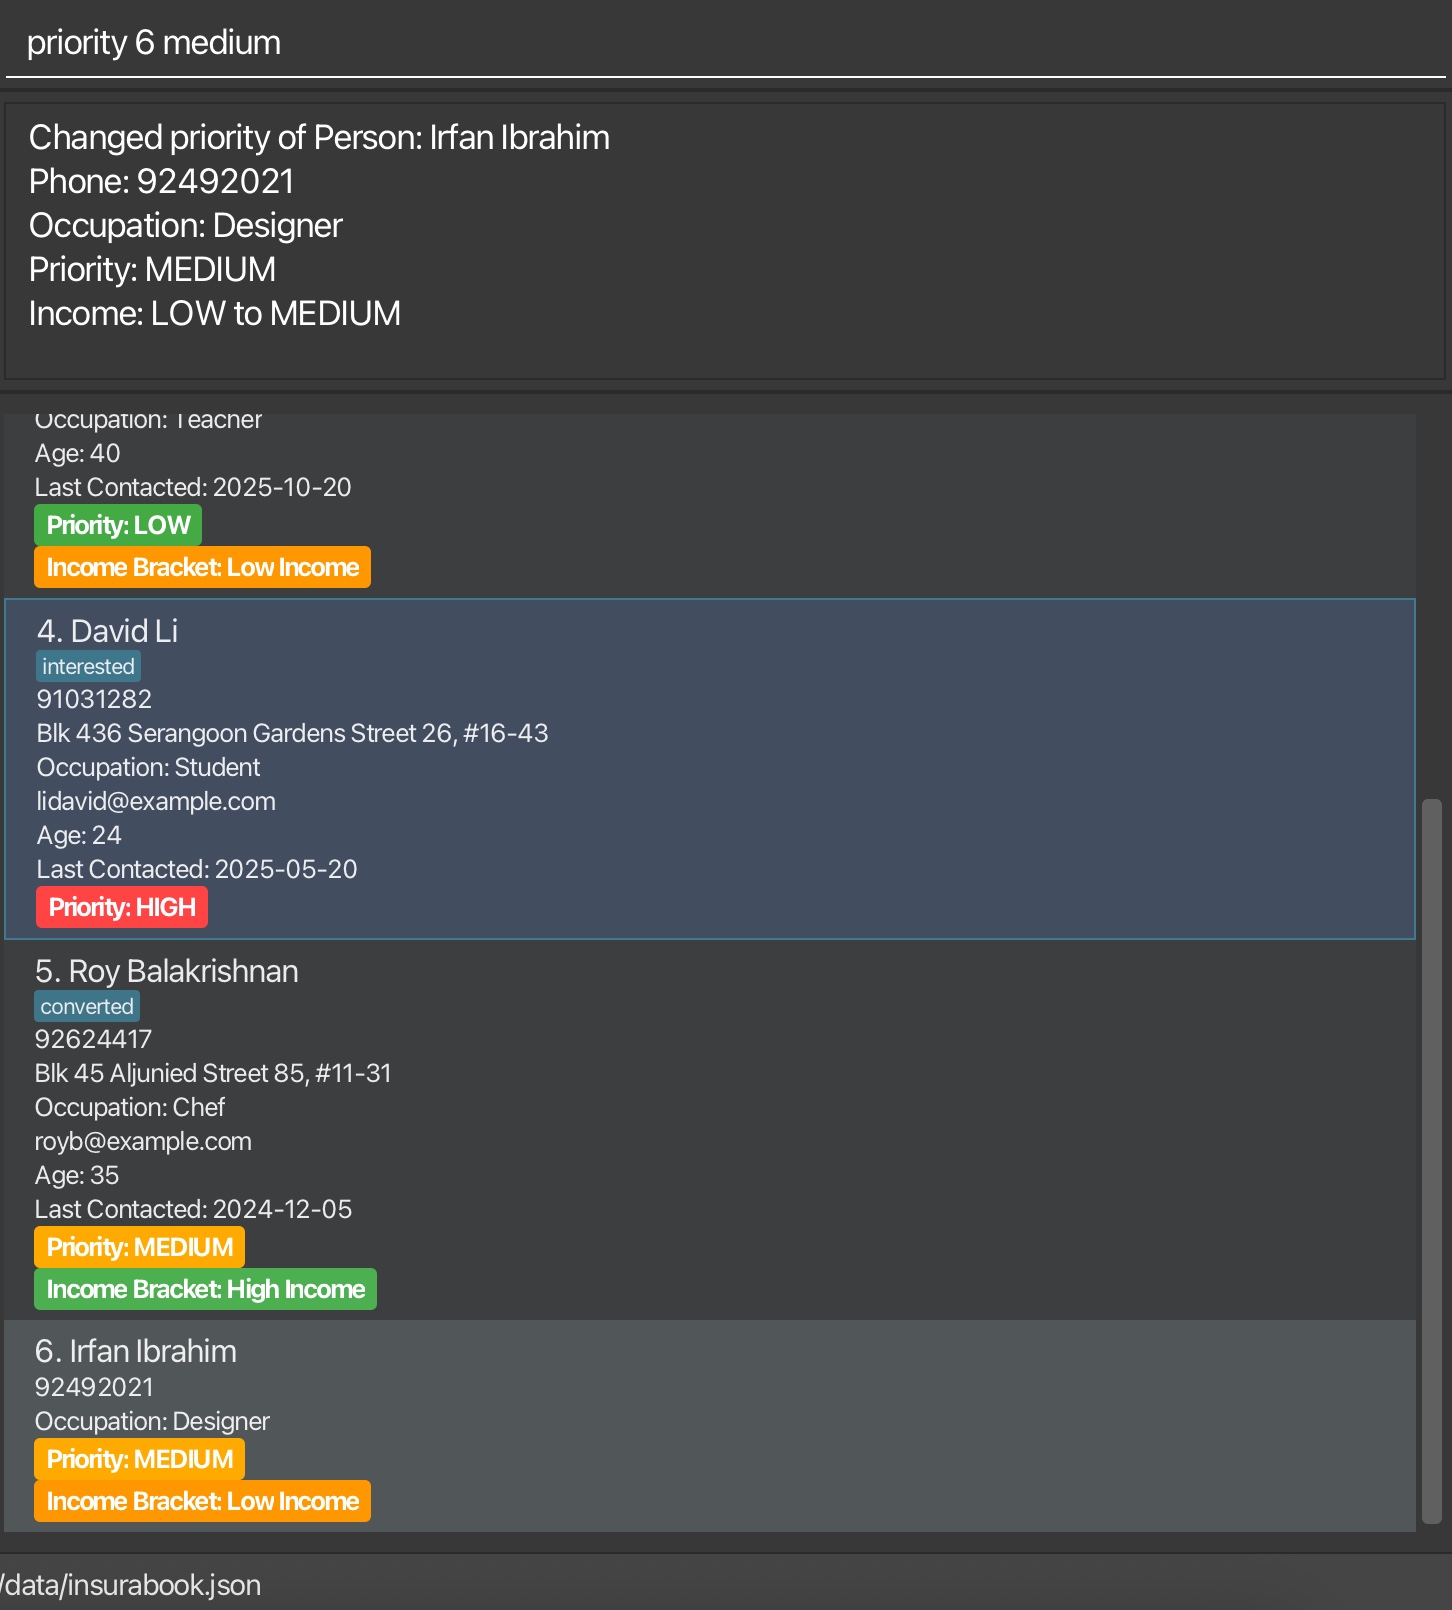 priority 6 medium
Changed priority of Person: Irfan Ibrahim
Phone: 92492021
Occupation: Designer
Priority: MEDIUM
Income: LOW to MEDIUM
Occupation: Teacher
Age: 40
Last Contacted: 2025-10-20
Priority: LOW
Income Bracket: Low Income
4. David Li
interested
91031282
Blk 436 Serangoon Gardens Street 26, #16-43
Occupation: Student
lidavid@example.com
Age: 24
Last Contacted: 2025-05-20
Priority: HIGH
5. Roy Balakrishnan
converted
92624417
Blk 45 Aljunied Street 85, #11-31
Occupation: Chef
royb@example.com
Age: 35
Last Contacted: 2024-12-05
Priority: MEDIUM
Income Bracket: High Income
6. Irfan Ibrahim
92492021
Occupation: Designer
Priority: MEDIUM
Income Bracket: Low Income
/data/insurabook.json